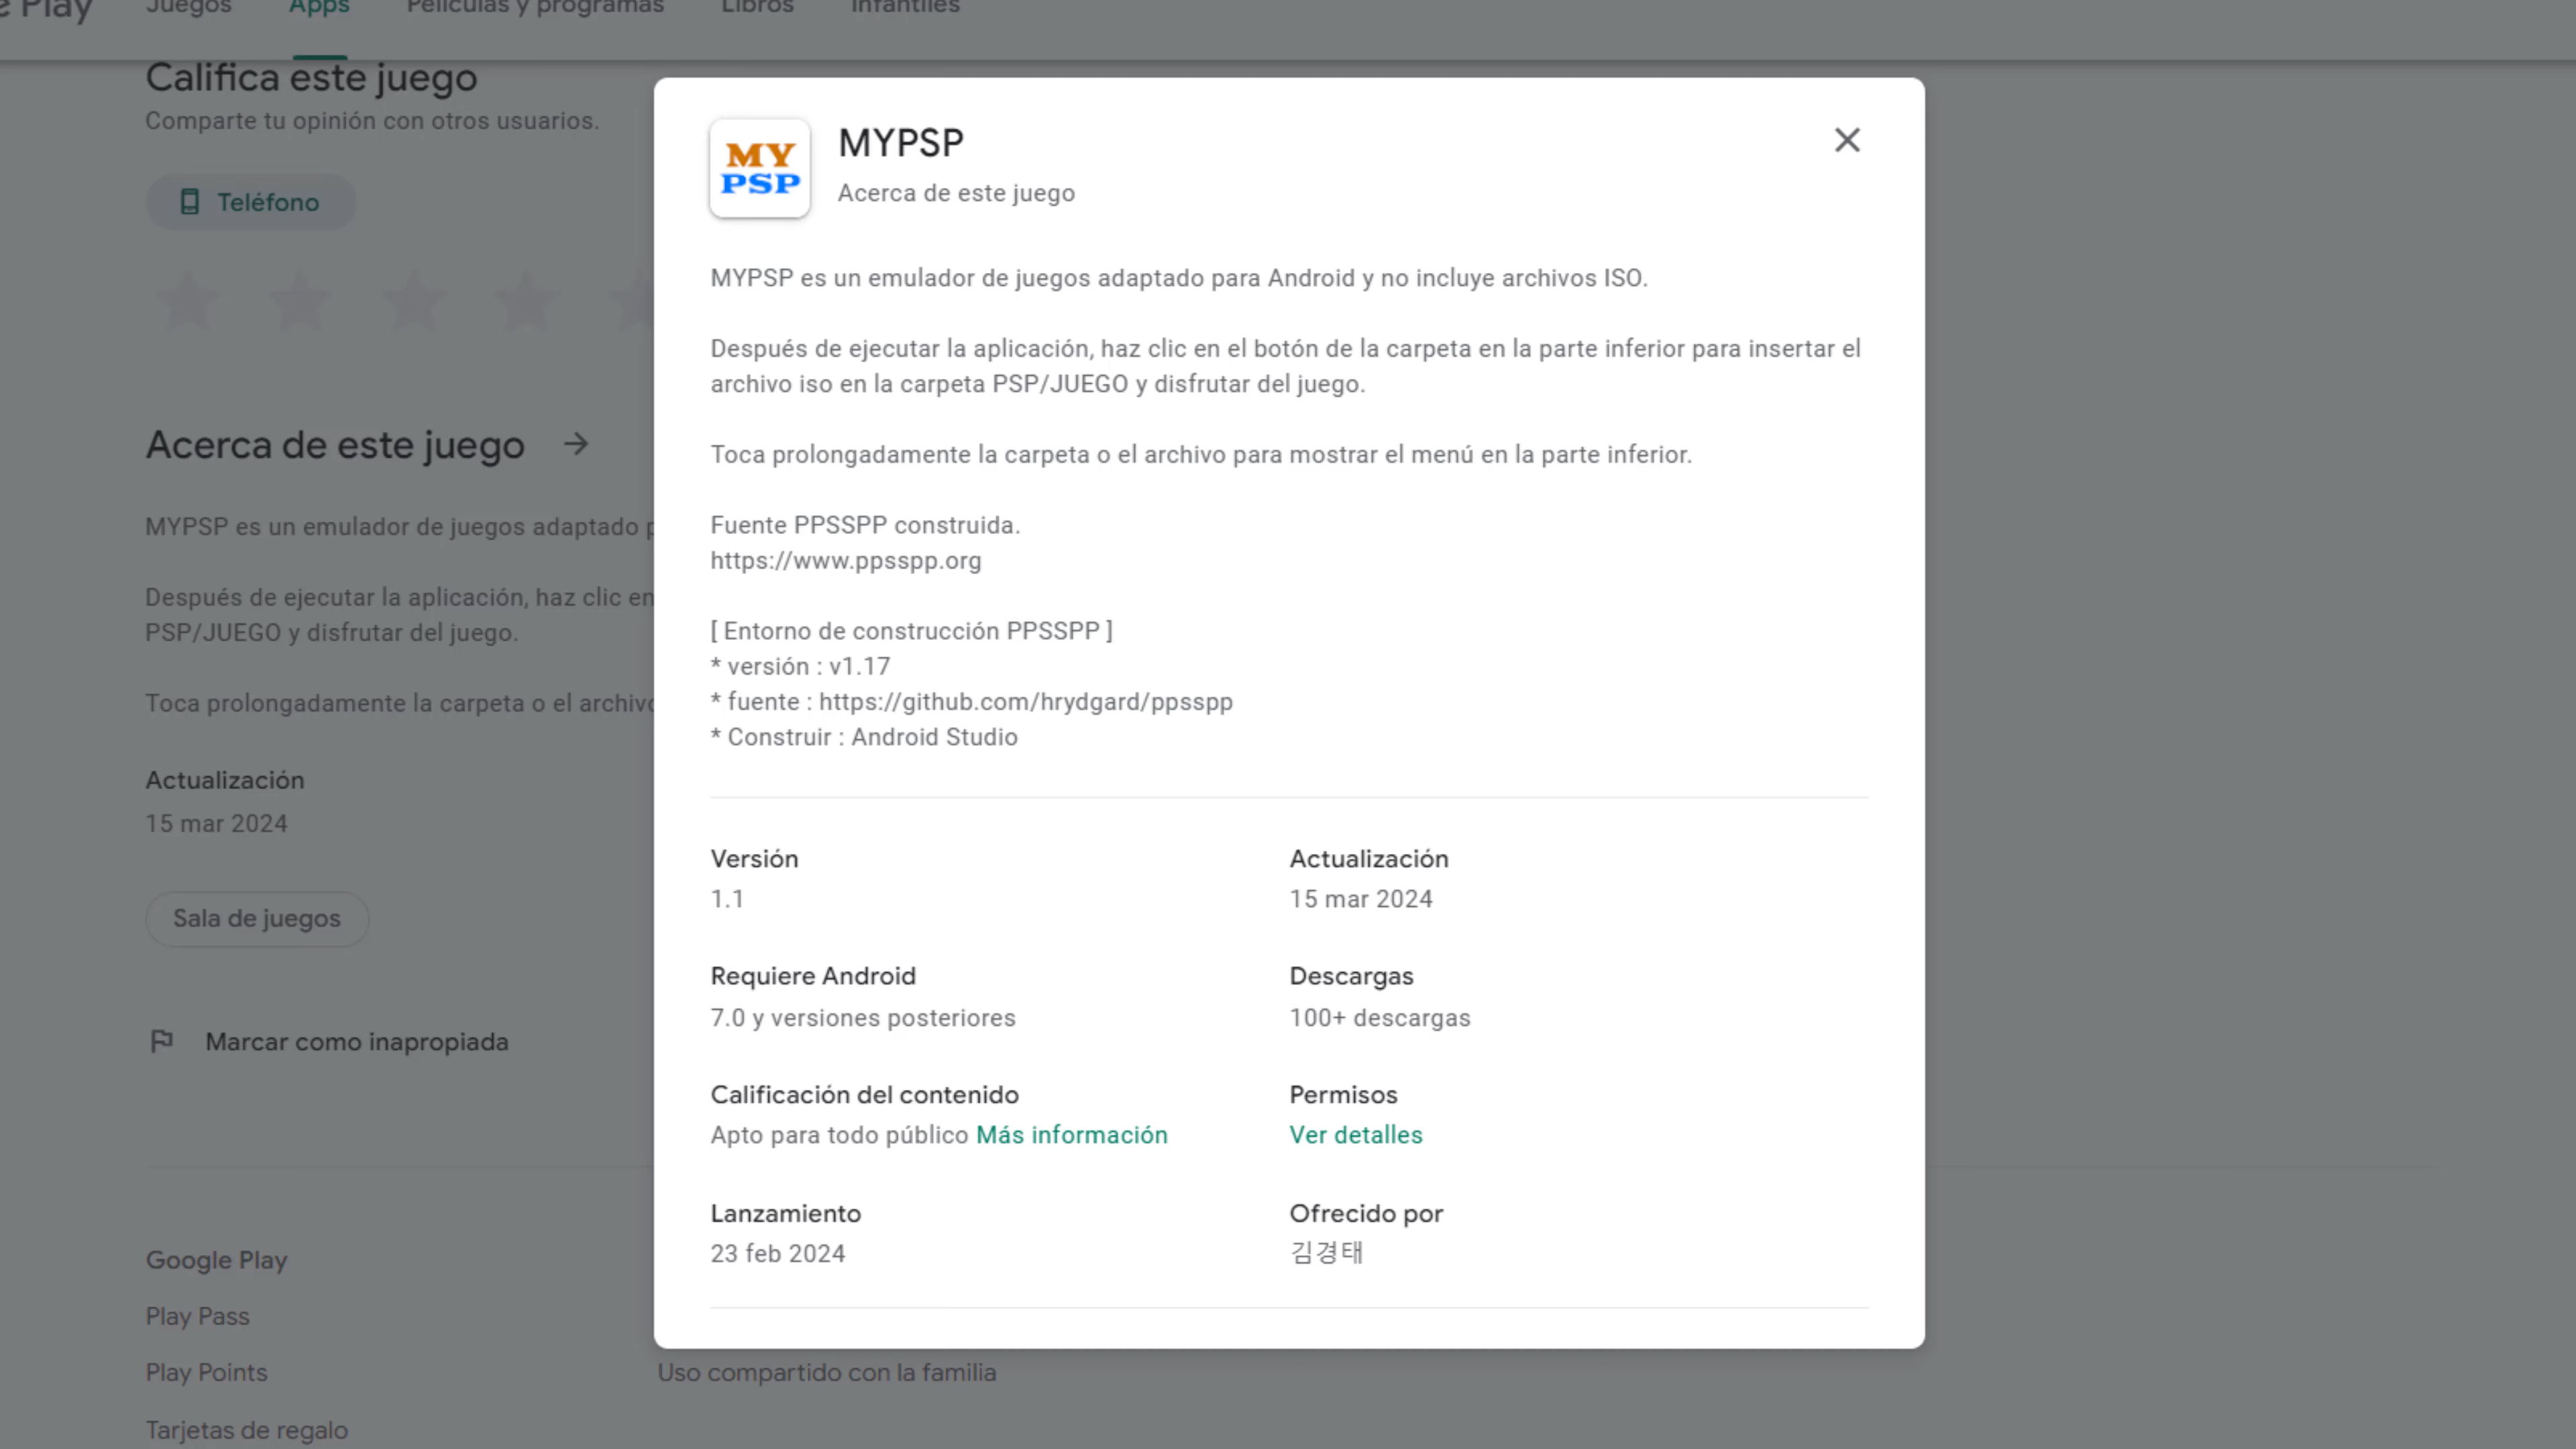 e Play
Juegos
Apps
Películas y programas
Libros
Infantiles
Califica este juego
Comparte tu opinión con otros usuarios.
Teléfono
Acerca de este juego
MYPSP es un emulador de juegos adaptado
Después de ejecutar la aplicación, haz clic en
PSP/JUEGO y disfrutar del juego.
Toca prolongadamente la carpeta o el archivo
Actualización
15 mar 2024
Sala de juegos
Marcar como inapropiada
Google Play
Play Pass
Play Points
Tarjetas de regalo
Uso compartido con la familia
MY
PSP
MYPSP
Acerca de este juego
MYPSP es un emulador de juegos adaptado para Android y no incluye archivos ISO.
Después de ejecutar la aplicación, haz clic en el botón de la carpeta en la parte inferior para insertar el
archivo iso en la carpeta PSP/JUEGO y disfrutar del juego.
Toca prolongadamente la carpeta o el archivo para mostrar el menú en la parte inferior.
Fuente PPSSPP construida.
https://www.ppsspp.org
[ Entorno de construcción PPSSPP ]
* versión : v1.17
* fuente : https://github.com/hrydgard/ppsspp
* Construir : Android Studio
Versión
1.1
Actualización
15 mar 2024
Requiere Android
7.0 y versiones posteriores
Descargas
100+ descargas
Calificación del contenido
Apto para todo público Más información
Permisos
Ver detalles
Lanzamiento
23 feb 2024
Ofrecido por
김경태